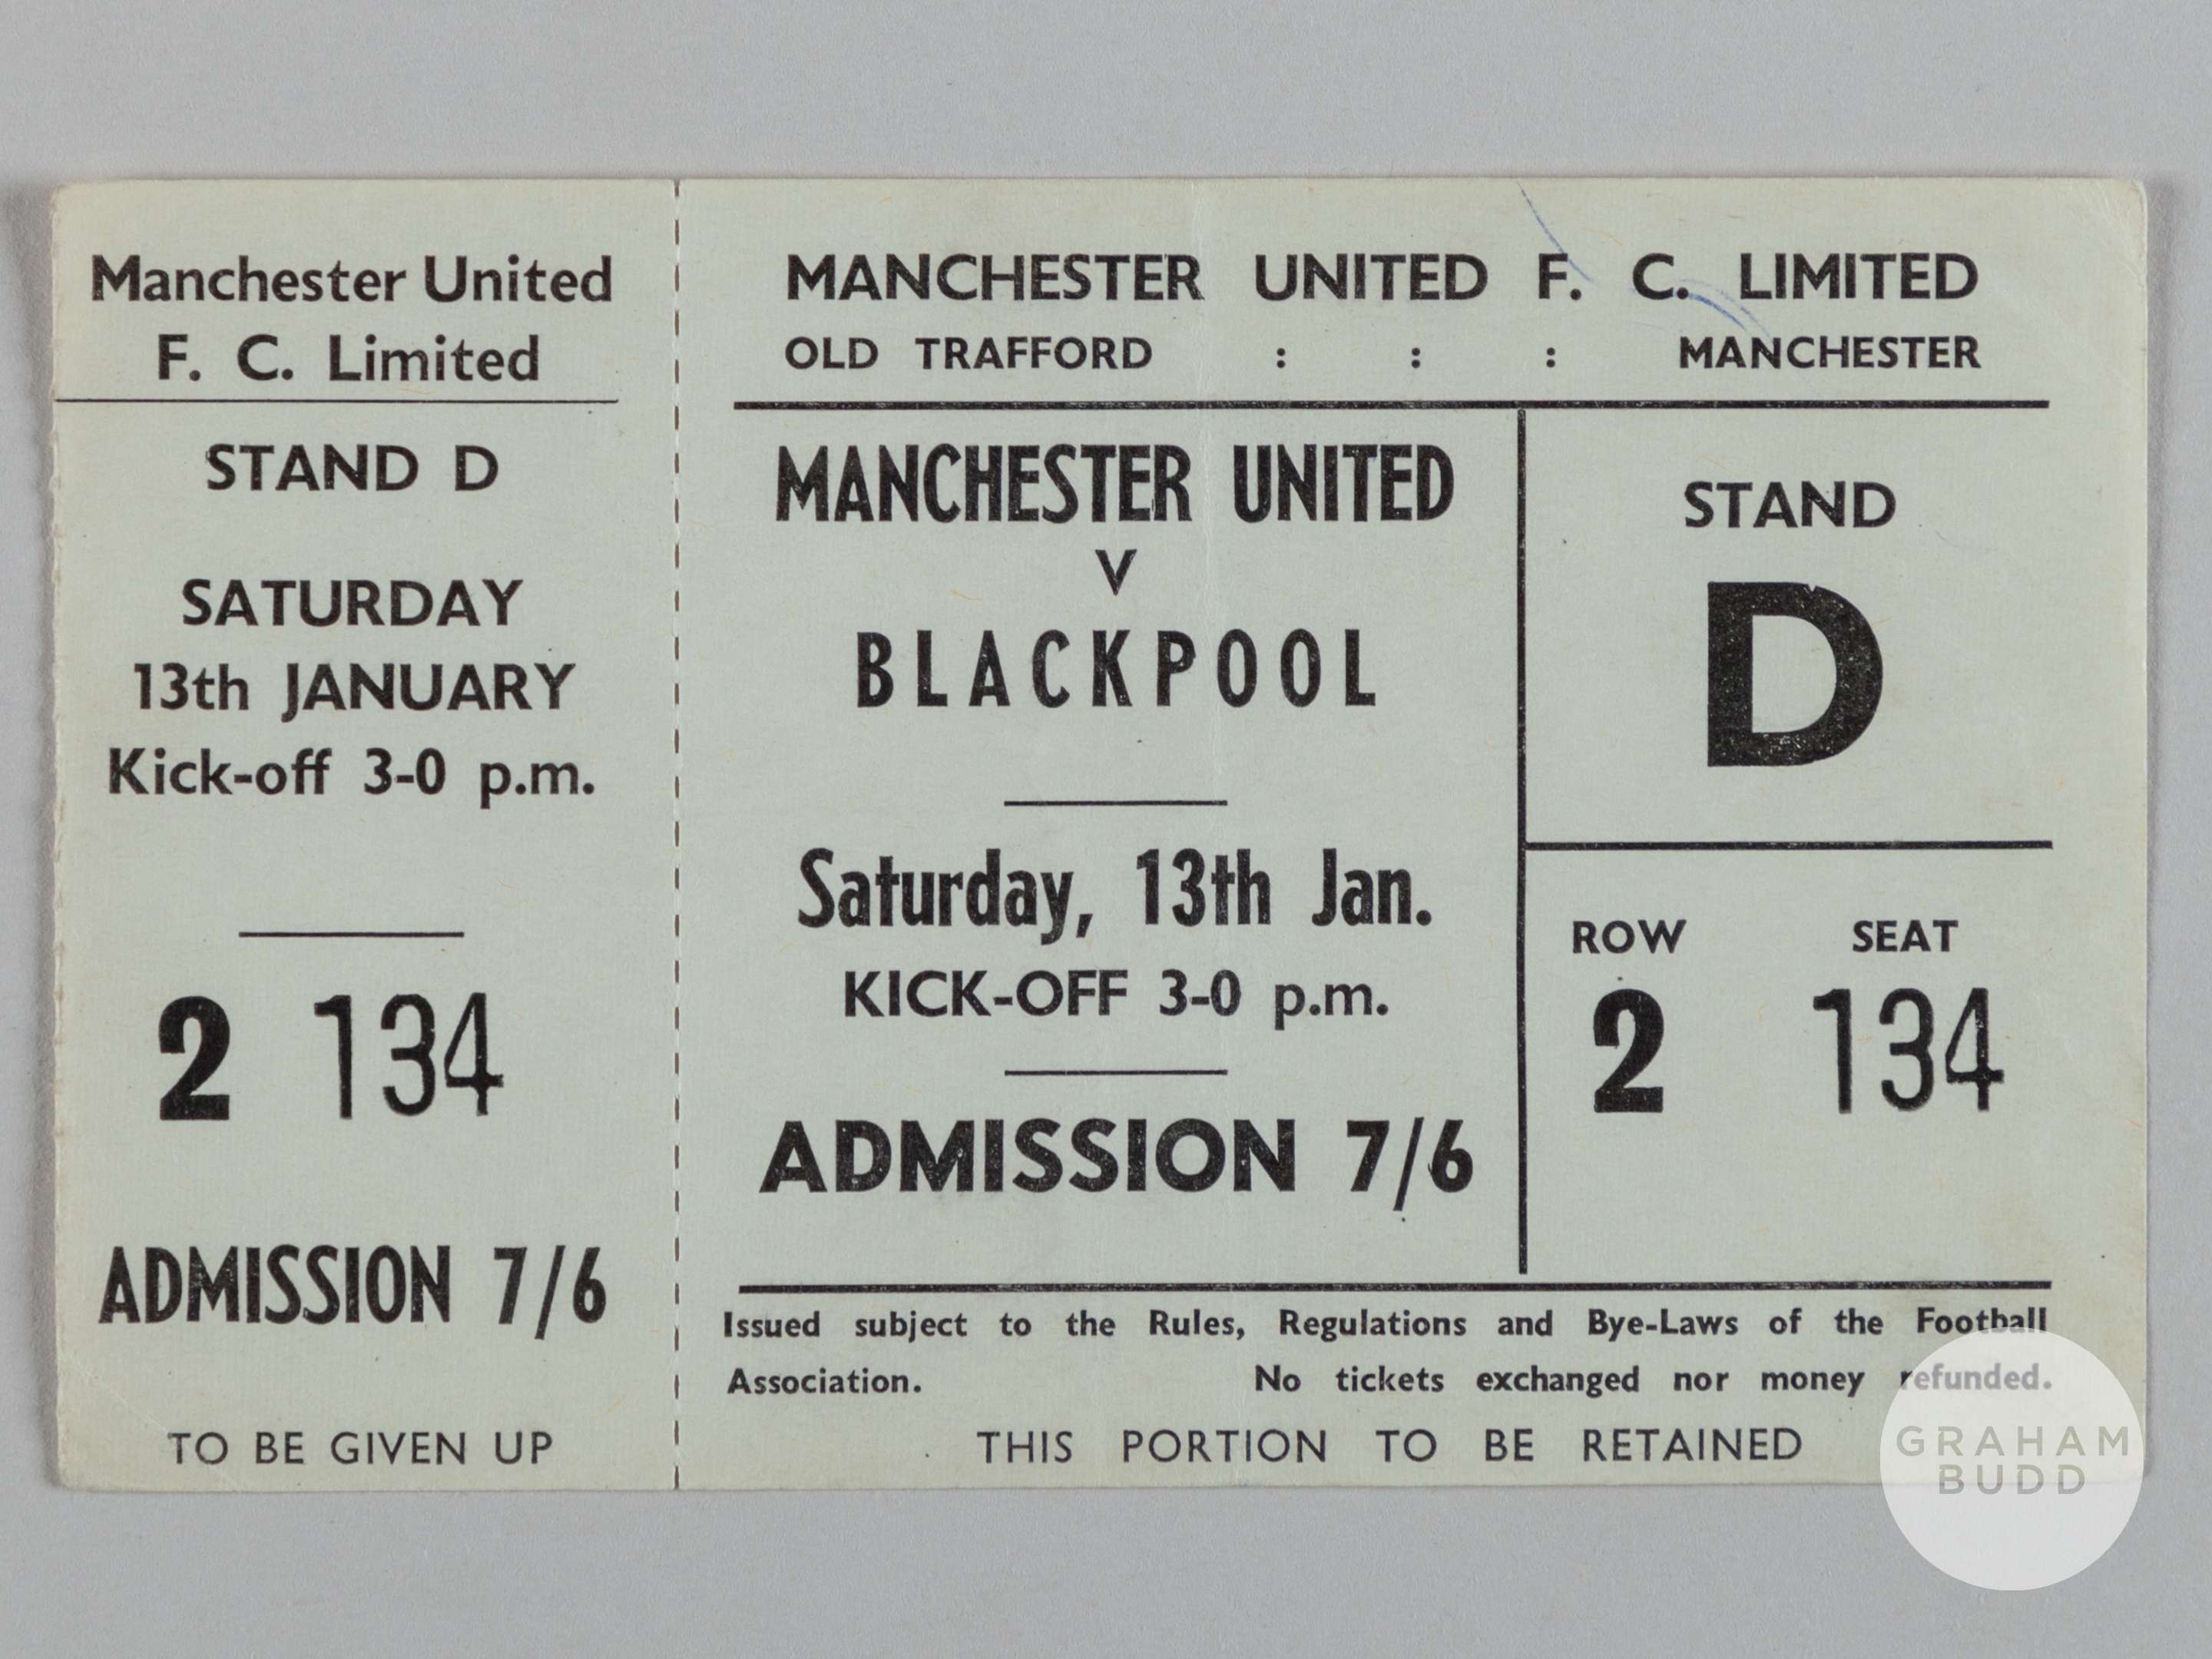 Manchester United
F. C. Limited
STAND D
SATURDAY
13th JANUARY
Kick-off 3-0 p.m.
2 134
ADMISSION 7/6
TO BE GIVEN UP
MANCHESTER UNITED F. C. LIMITED
OLD TRAFFORD : : : MANCHESTER
MANCHESTER UNITED
V
BLACKPOOL
Saturday, 13th Jan.
KICK-OFF 3-0 p.m.
ADMISSION 7/6
STAND
D
ROW SEAT
2 134
Issued subject to the Rules, Regulations and Bye-Laws of the Football
Association. No tickets exchanged nor money refunded.
THIS PORTION TO BE RETAINED
GRAHAM
BUDD